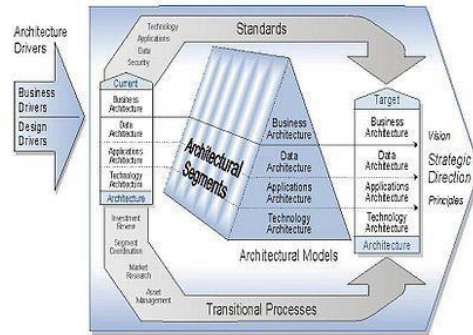 Architecture
Drivers
Business
Drivers
Design
Drivers
Technology
Applications
Data
Security
Standards
Current
Business
Architecture
Data
Architecture
Applications
Architecture
Technology
Architecture
Architecture
Architectural
Segments
Business
Architecture
Data
Architecture
Applications
Architecture
Technology
Architecture
Architectural Models
Target
Business
Architecture
Data
Architecture
Applications
Architecture
Technology
Architecture
Architecture
Vision
Strategic
Direction
Principles
Investment
Review
Segment
Coordination
Market
Research
Asset
Management
Transitional Processes